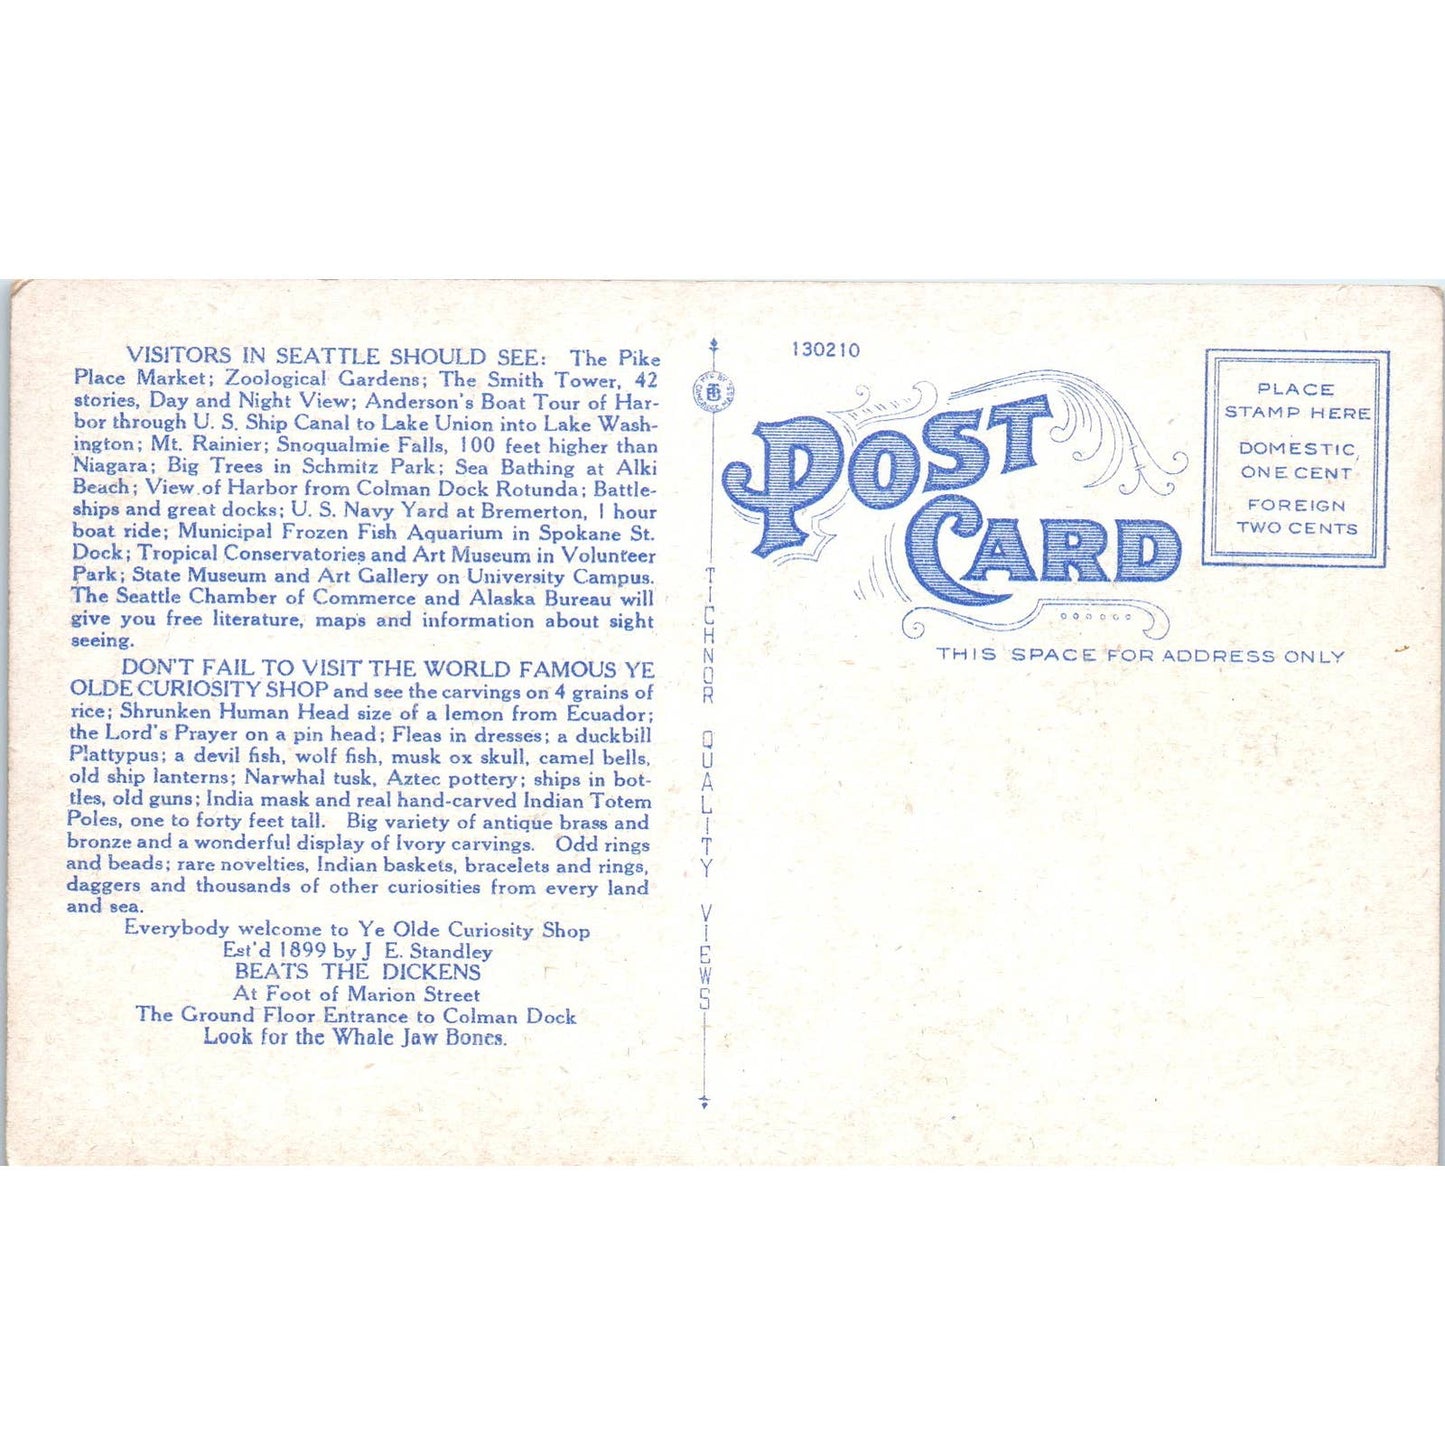 VISITORS IN SEATTLE SHOULD SEE: The Pike
Place Market; Zoological Gardens; The Smith Tower, 42
stories, Day and Night View; Anderson's Boat Tour of Har-
bor through U. S. Ship Canal to Lake Union into Lake Wash-
ington; Mt. Rainier; Snoqualmie Falls, 100 feet higher than
Niagara; Big Trees in Schmitz Park; Sea Bathing at Alki
Beach; View of Harbor from Colman Dock Rotunda; Battle-
ships and great docks; U. S. Navy Yard at Bremerton, 1 hour
boat ride; Municipal Frozen Fish Aquarium in Spokane St.
Dock; Tropical Conservatories and Art Museum in Volunteer
Park; State Museum and Art Gallery on University Campus.
The Seattle Chamber of Commerce and Alaska Bureau will
give you free literature, maps and information about sight
seeing.
DON'T FAIL TO VISIT THE WORLD FAMOUS YE
OLDE CURIOSITY SHOP and see the carvings on 4 grains of
rice; Shrunken Human Head size of a lemon from Ecuador;
the Lord's Prayer on a pin head; Fleas in dresses; a duckbill
Plattypus; a devil fish, wolf fish, musk ox skull, camel bells,
old ship lanterns; Narwhal tusk, Aztec pottery; ships in bot-
tles, old guns; India mask and real hand-carved Indian Totem
Poles, one to forty feet tall. Big variety of antique brass and
bronze and a wonderful display of Ivory carvings. Odd rings
and beads; rare novelties, Indian baskets, bracelets and rings,
daggers and thousands of other curiosities from every land
and sea.
Everybody welcome to Ye Olde Curiosity Shop
Est'd 1899 by J E. Standley
BEATS THE DICKENS
At Foot of Marion Street
The Ground Floor Entrance to Colman Dock
Look for the Whale Jaw Bones.
MFG BY
CAMBRIDGE, MASS.
TICHNOR QUALITY VIEWS
130210
POST
CARD
PLACE
STAMP HERE
DOMESTIC,
ONE CENT
FOREIGN
TWO CENTS
THIS SPACE FOR ADDRESS ONLY